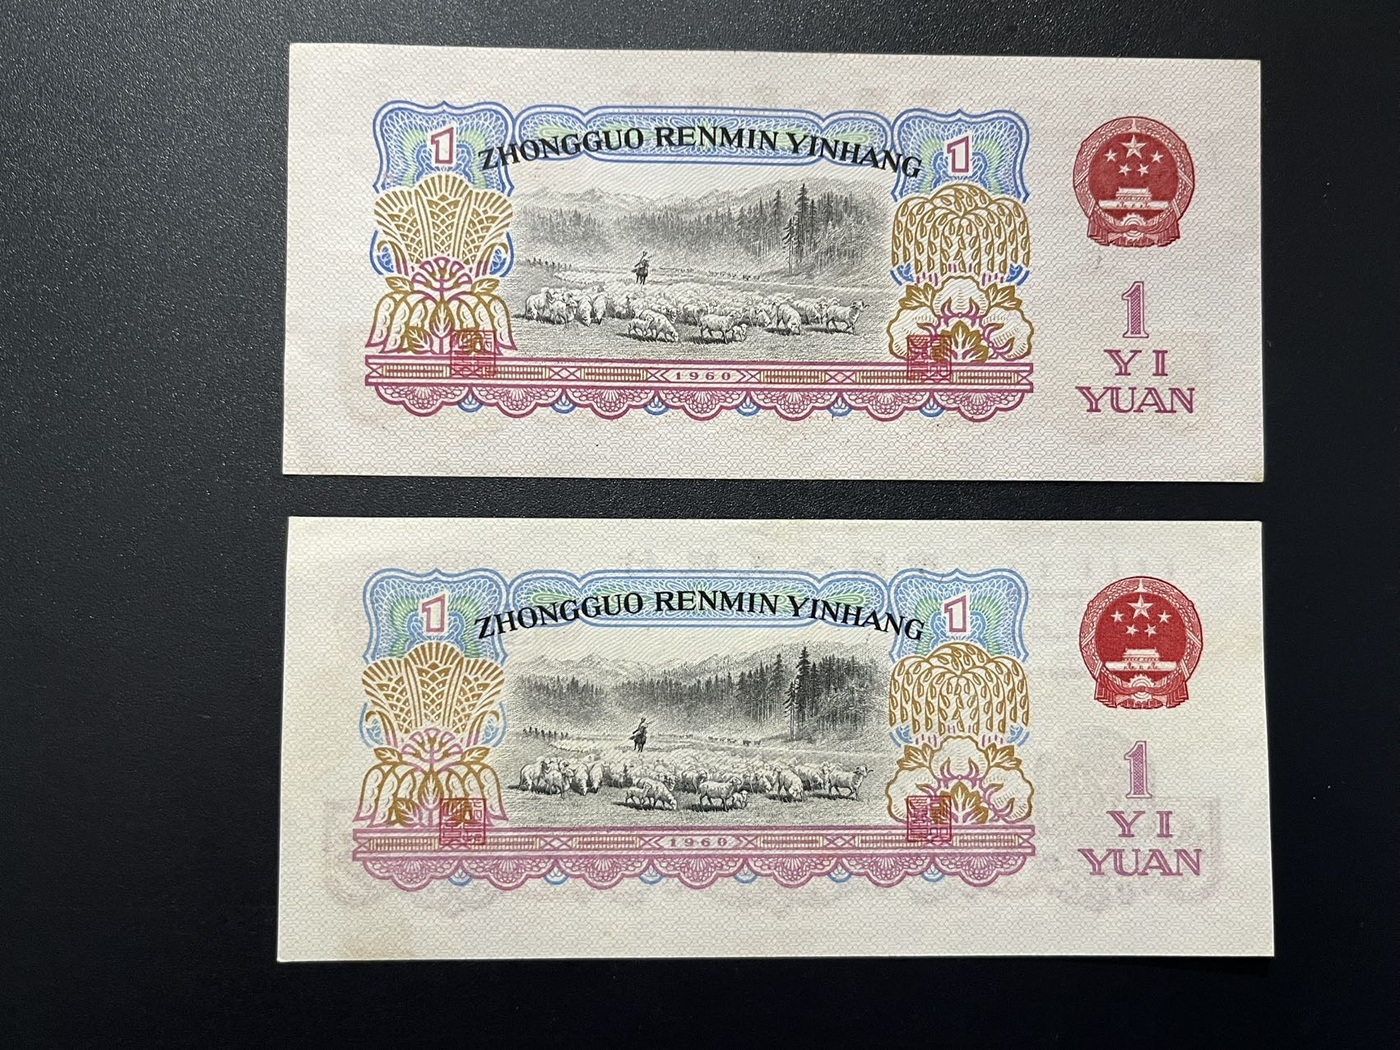 1 ZHONGGUO RENMIN YINHANG 1
1960
1
YI
YUAN
1 ZHONGGUO RENMIN YINHANG 1
1960
1
YI
YUAN